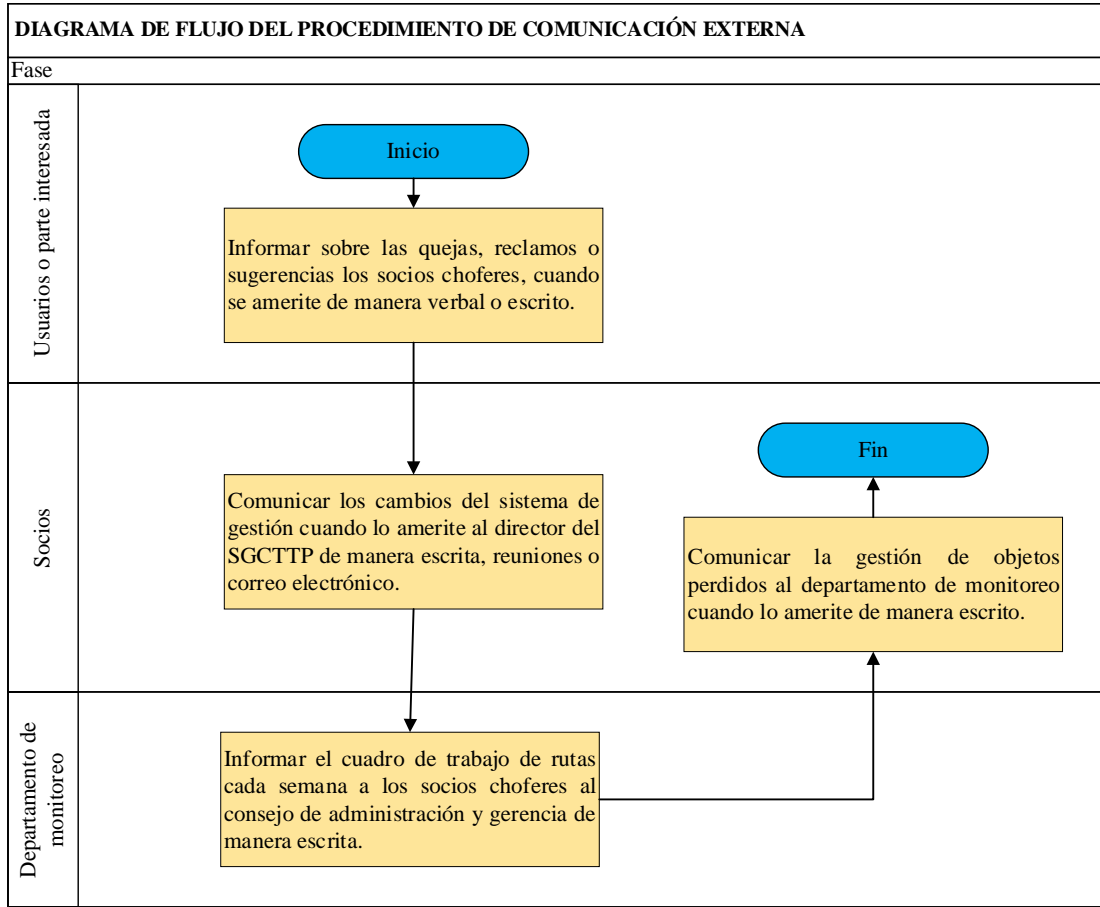 DIAGRAMA DE FLUJO DEL PROCEDIMIENTO DE COMUNICACIÓN EXTERNA
Fase
Usuarios o parte interesada
Inicio
Informar sobre las quejas, reclamos o
sugerencias los socios choferes, cuando
se amerite de manera verbal o escrito.
Socios
Comunicar los cambios del sistema de
gestión cuando lo amerite al director del
SGCTTP de manera escrita, reuniones o
correo electrónico.
Fin
Comunicar la gestión de objetos
perdidos al departamento de monitoreo
cuando lo amerite de manera escrito.
Departamento de
monitoreo
Informar el cuadro de trabajo de rutas
cada semana a los socios choferes al
consejo de administración y gerencia de
manera escrita.